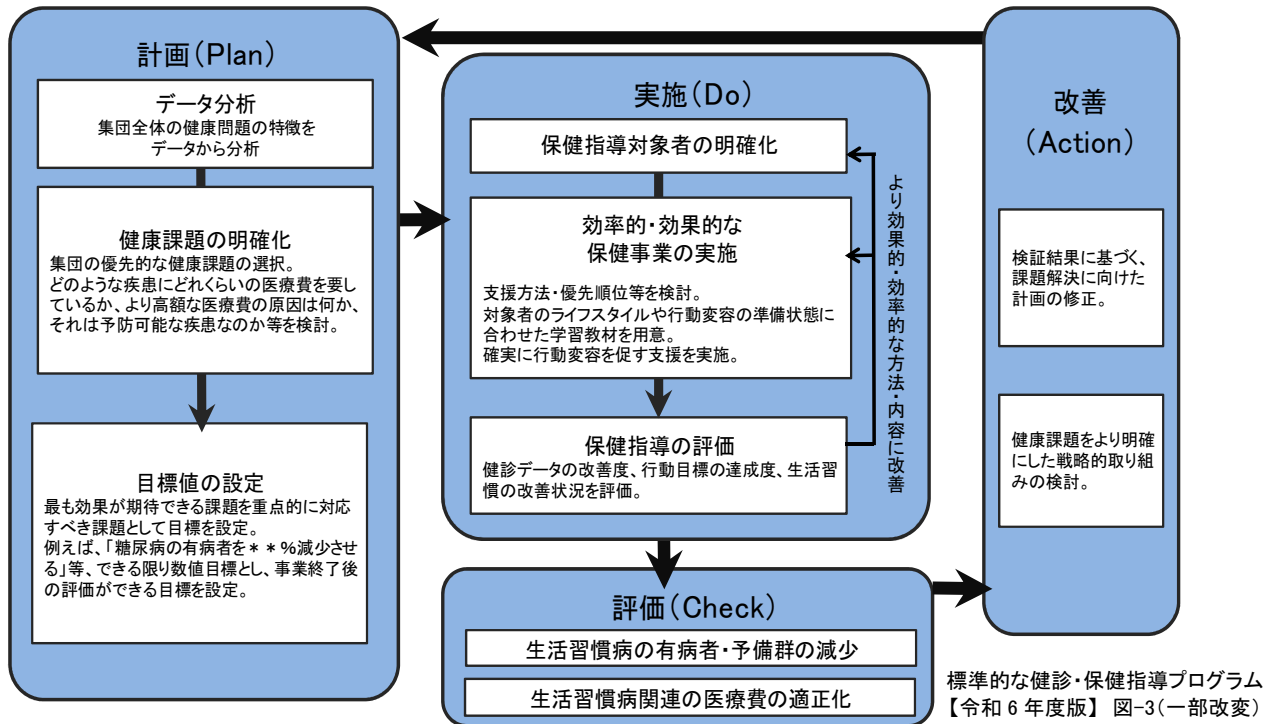 計画(Plan)
データ分析
集団全体の健康問題の特徴を
データから分析
健康課題の明確化
集団の優先的な健康課題の選択。
どのような疾患にどれくらいの医療費を要し
ているか、より高額な医療費の原因は何か、
それは予防可能な疾患なのか等を検討。
目標値の設定
最も効果が期待できる課題を重点的に対応
すべき課題として目標を設定。
例えば、「糖尿病の有病者を**%減少させ
る」等、できる限り数値目標とし、事業終了後
の評価ができる目標を設定。
実施(Do)
保健指導対象者の明確化
効率的・効果的な
保健事業の実施
支援方法・優先順位等を検討。
対象者のライフスタイルや行動変容の準備状態に
合わせた学習教材を用意。
確実に行動変容を促す支援を実施。
保健指導の評価
健診データの改善度、行動目標の達成度、生活習
慣の改善状況を評価。
より効果的・効率的な方法・内容に改善
評価(Check)
生活習慣病の有病者・予備群の減少
生活習慣病関連の医療費の適正化
改善
(Action)
検証結果に基づく、
課題解決に向けた
計画の修正。
健康課題をより明確
にした戦略的取り組
みの検討。
標準的な健診・保健指導プログラム
【令和6年度版】 図-3(一部改変)